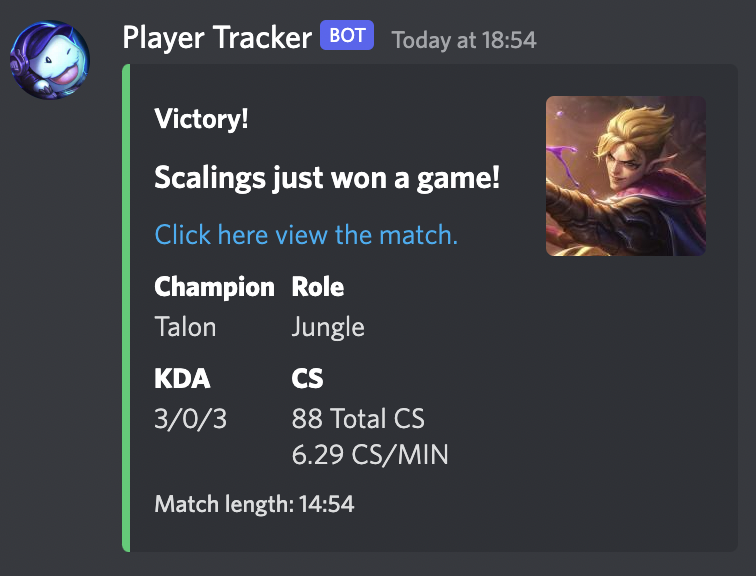 Player Tracker BOT Today at 18:54
Victory!
Scalings just won a game!
Click here view the match.
Champion Role
Talon Jungle
KDA CS
3/0/3 88 Total CS
6.29 CS/MIN
Match length: 14:54